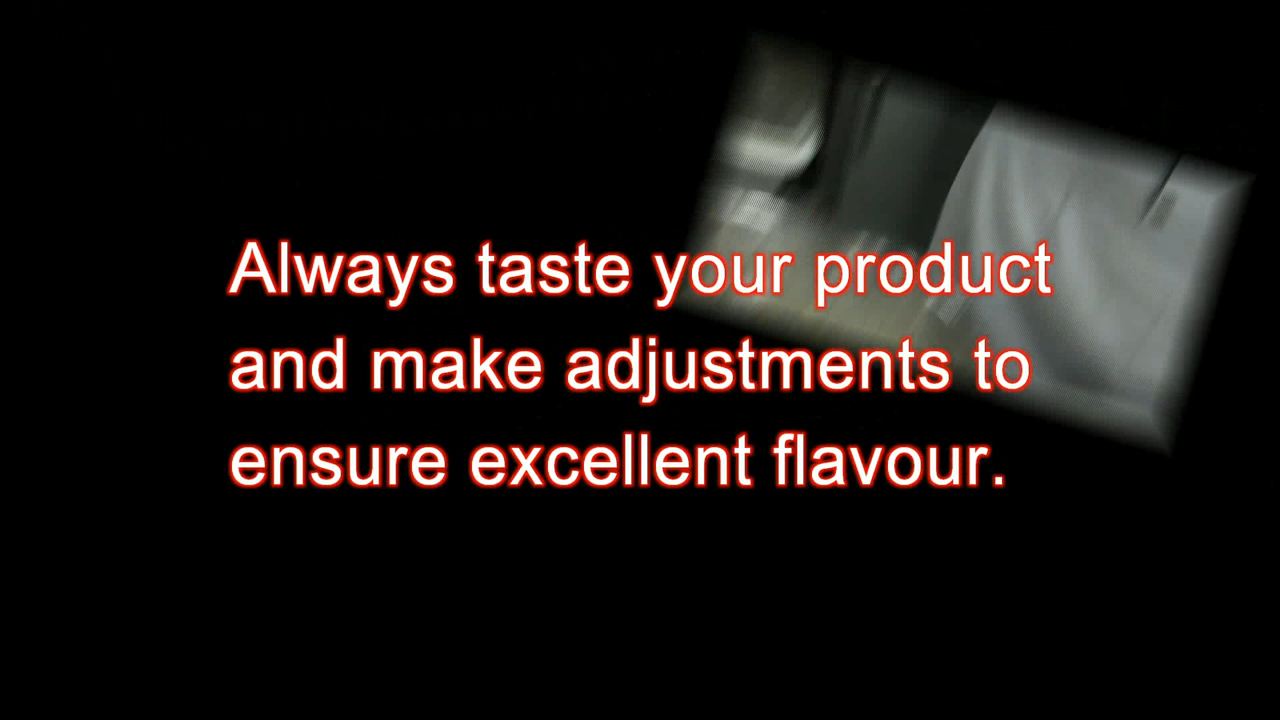 Always taste your product
and make adjustments to
ensure excellent flavour.